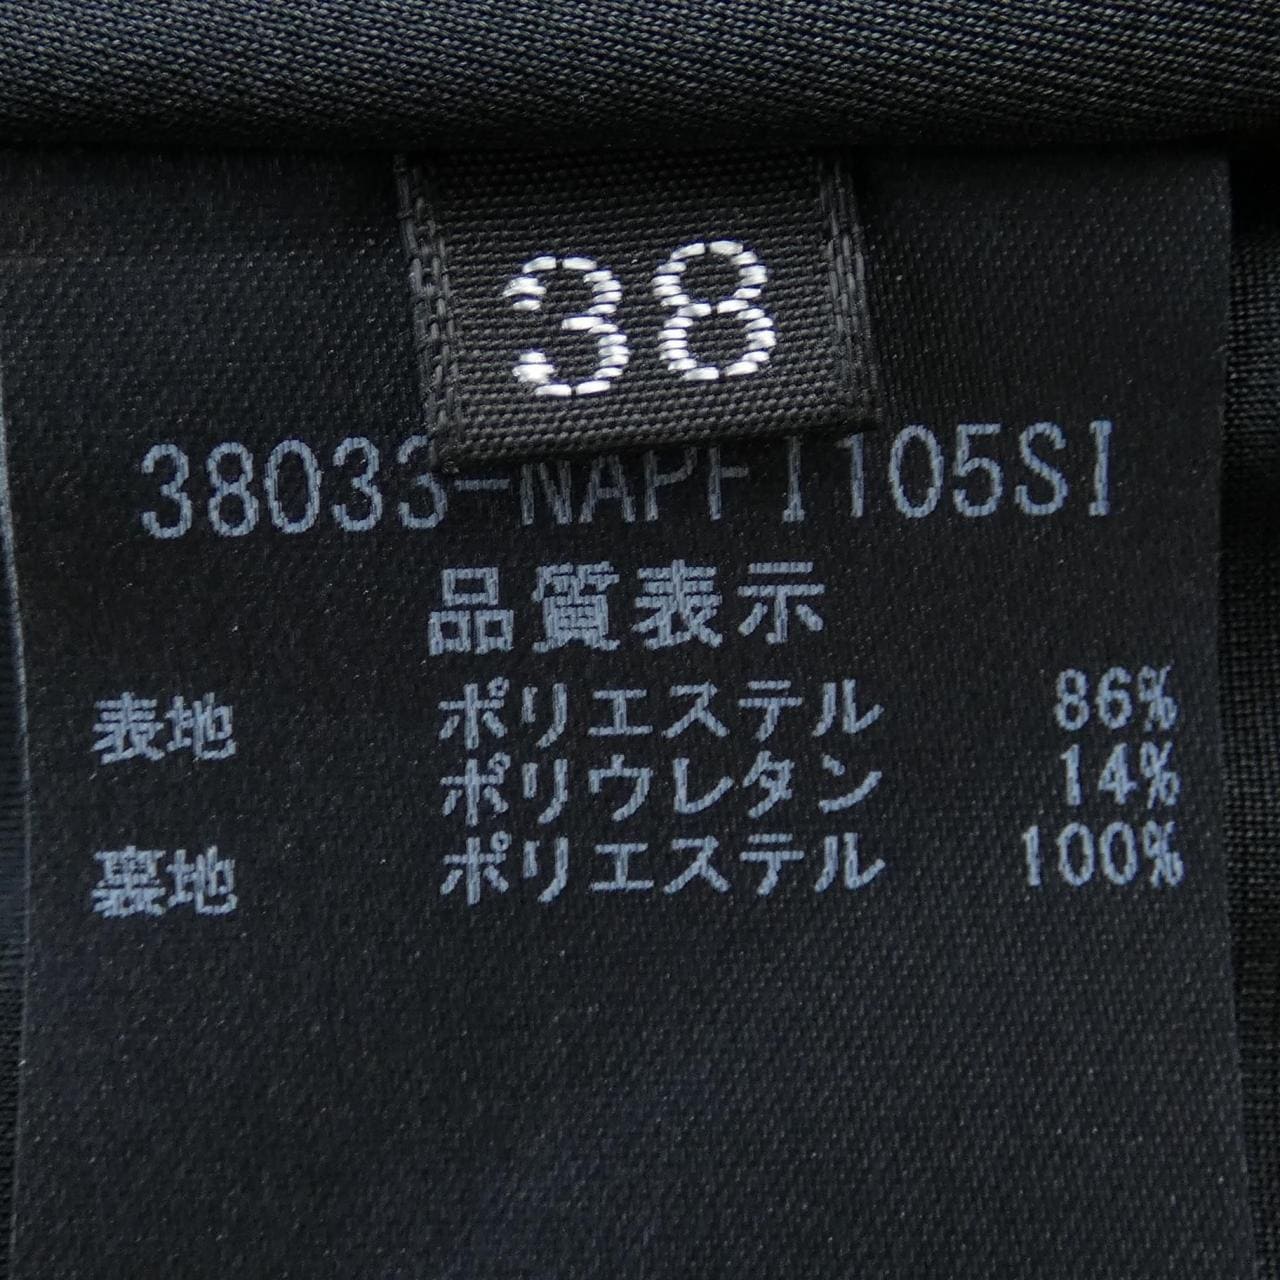 38
38033-NAPFI105SI
品質表示
表地 ポリエステル 86%
ポリウレタン 14%
裏地 ポリエステル 100%